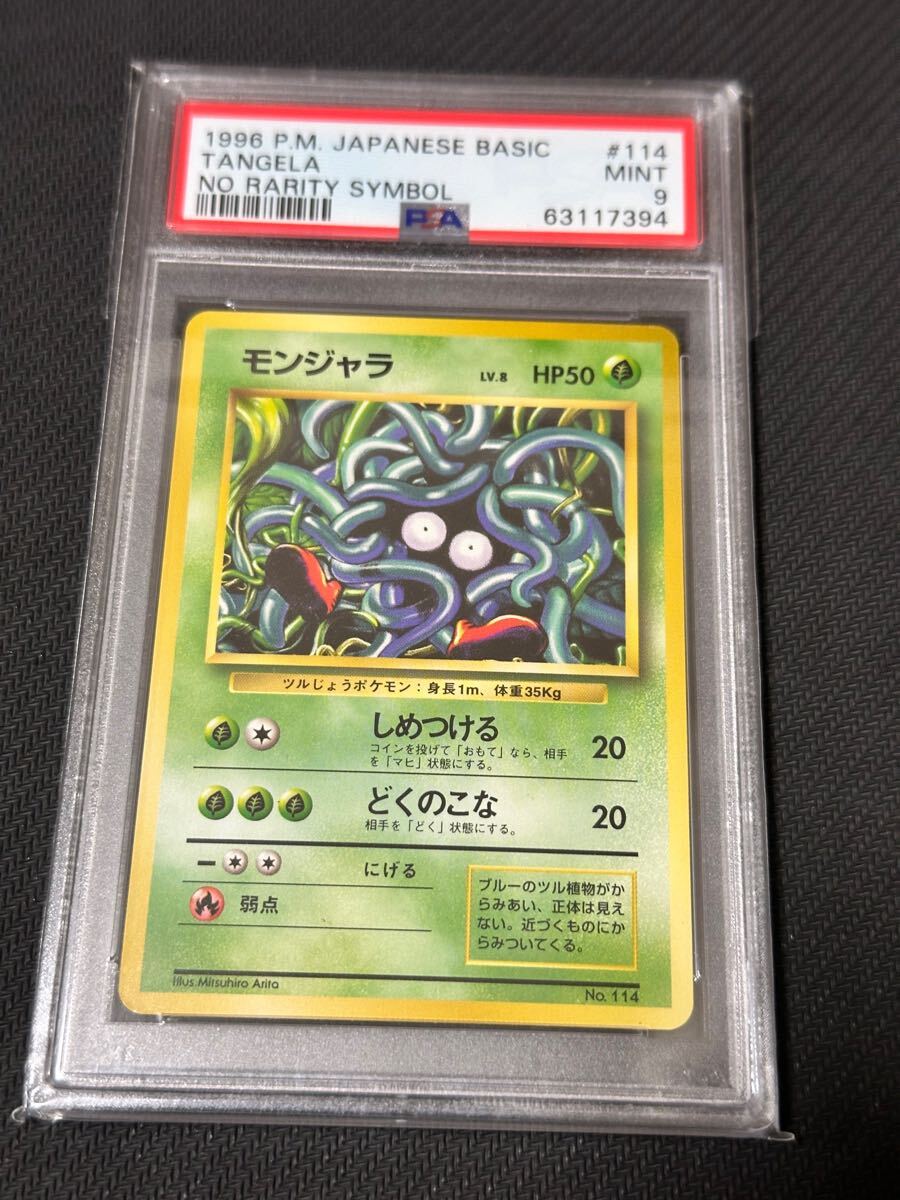 1996 P.M. JAPANESE BASIC #114
TANGELA MINT
NO RARITY SYMBOL 9
PSA 63117394
モンジャラ LV.8 HP50
ツルじょうポケモン：身長1m、体重35Kg
しめつける 20
コインを投げて「おもて」なら、相手
を「マヒ」状態にする。
どくのこな 20
相手を「どく」状態にする。
にげる
弱点
ブルーのツル植物がか
らみあい、正体は見え
ない。近づくものにか
らみついてくる。
Illus.Mitsuhiro Arita No. 114